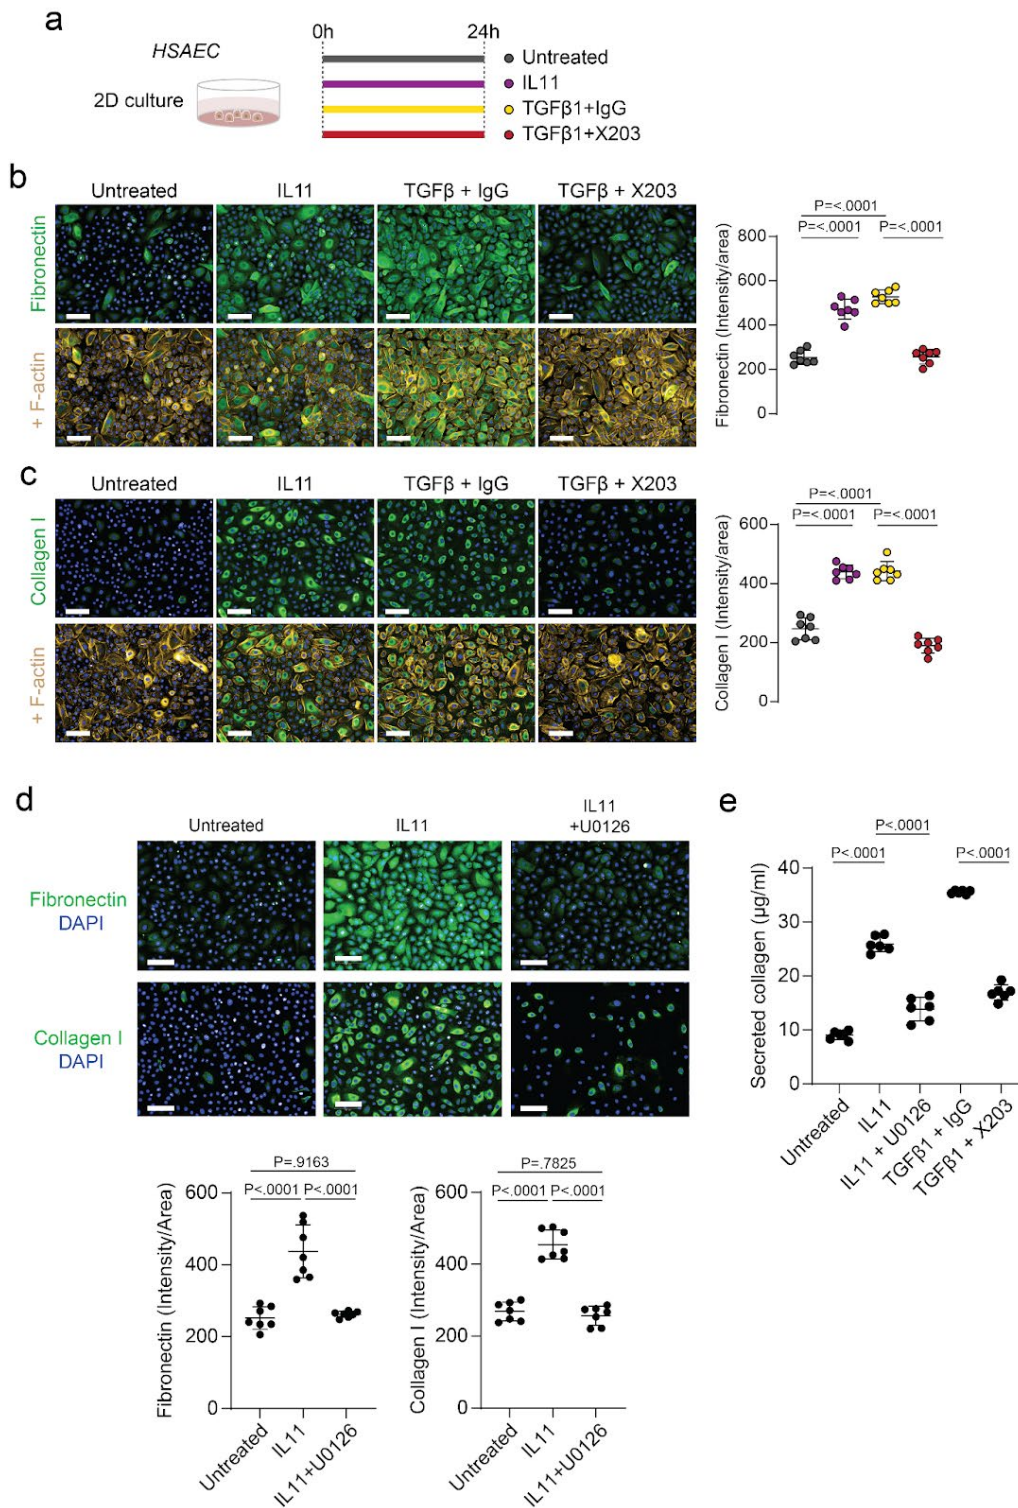 a
HSAEC
2D culture
0h 24h
Untreated
IL11
TGFβ1+IgG
TGFβ1+X203
b
Untreated IL11 TGFβ + IgG TGFβ + X203
Fibronectin
+ F-actin
P=<.0001
P=<.0001 P=<.0001
Fibronectin (Intensity/area)
800
600
400
200
0
c
Untreated IL11 TGFβ + IgG TGFβ + X203
Collagen I
+ F-actin
P=<.0001
P=<.0001 P=<.0001
Collagen I (Intensity/area)
600
400
200
0
d
Untreated IL11 IL11
+U0126
Fibronectin
DAPI
Collagen I
DAPI
P=.9163
P<.0001 P<.0001
Fibronectin (Intensity/Area)
600
400
200
0
Untreated
IL11
IL11+U0126
P=.7825
P<.0001 P<.0001
Collagen I (Intensity/Area)
600
400
200
0
Untreated
IL11
IL11+U0126
e
P<.0001
P<.0001 P<.0001
Secreted collagen (µg/ml)
40
30
20
10
0
Untreated
IL11
IL11 + U0126
TGFβ1 + IgG
TGFβ1 + X203